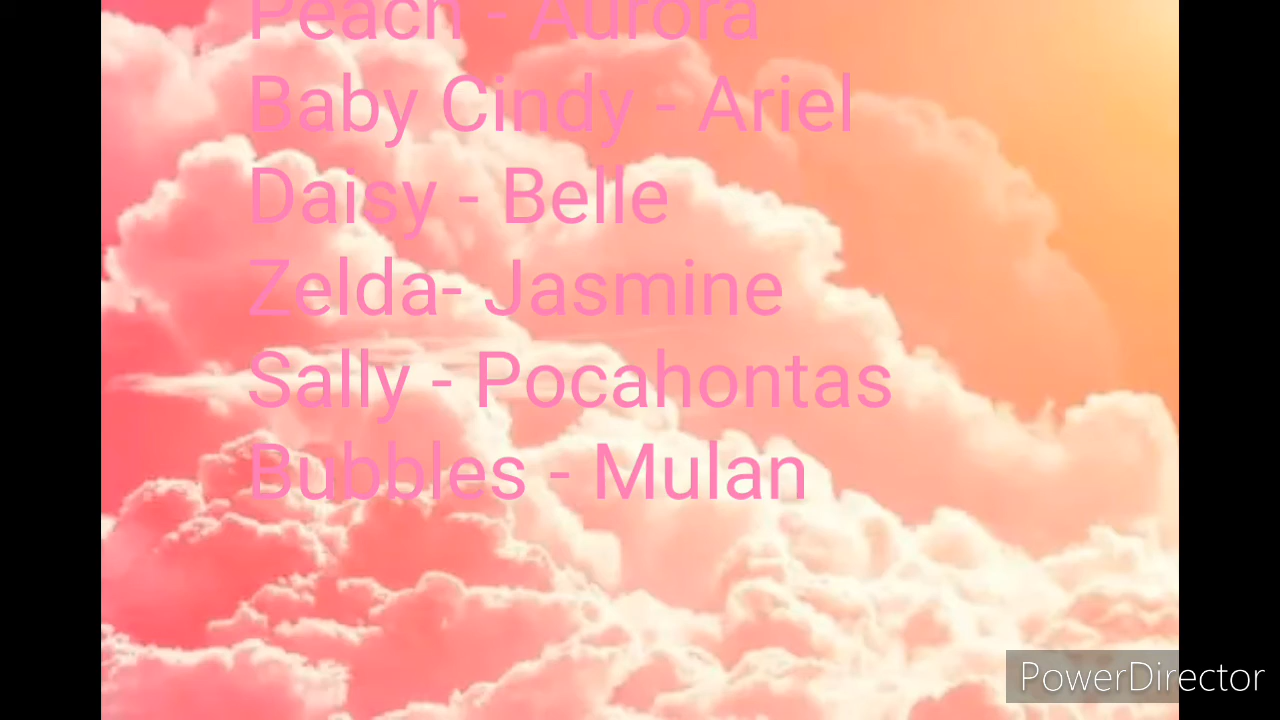 Peach - Aurora
Baby Cindy - Ariel
Daisy - Belle
Zelda- Jasmine
Sally - Pocahontas
Bubbles - Mulan
PowerDirector